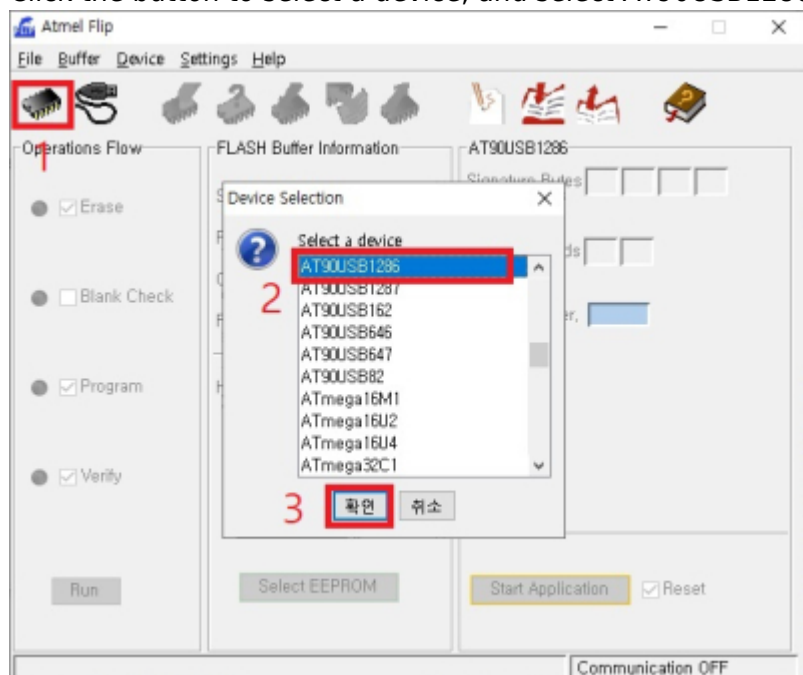 Click the button to select a device, and select AT90USB128
Atmel Flip
File Buffer Device Settings Help
1
Operations Flow
FLASH Buffer Information
AT90USB1286
Signature Bytes
Erase
Device Selection
Select a device
2
AT90USB1286
AT90USB1287
AT90USB162
AT90USB646
AT90USB647
AT90USB82
ATmega16M1
ATmega16U2
ATmega16U4
ATmega32C1
Blank Check
Program
Verify
3
확인 취소
Run
Select EEPROM
Start Application
Reset
Communication OFF